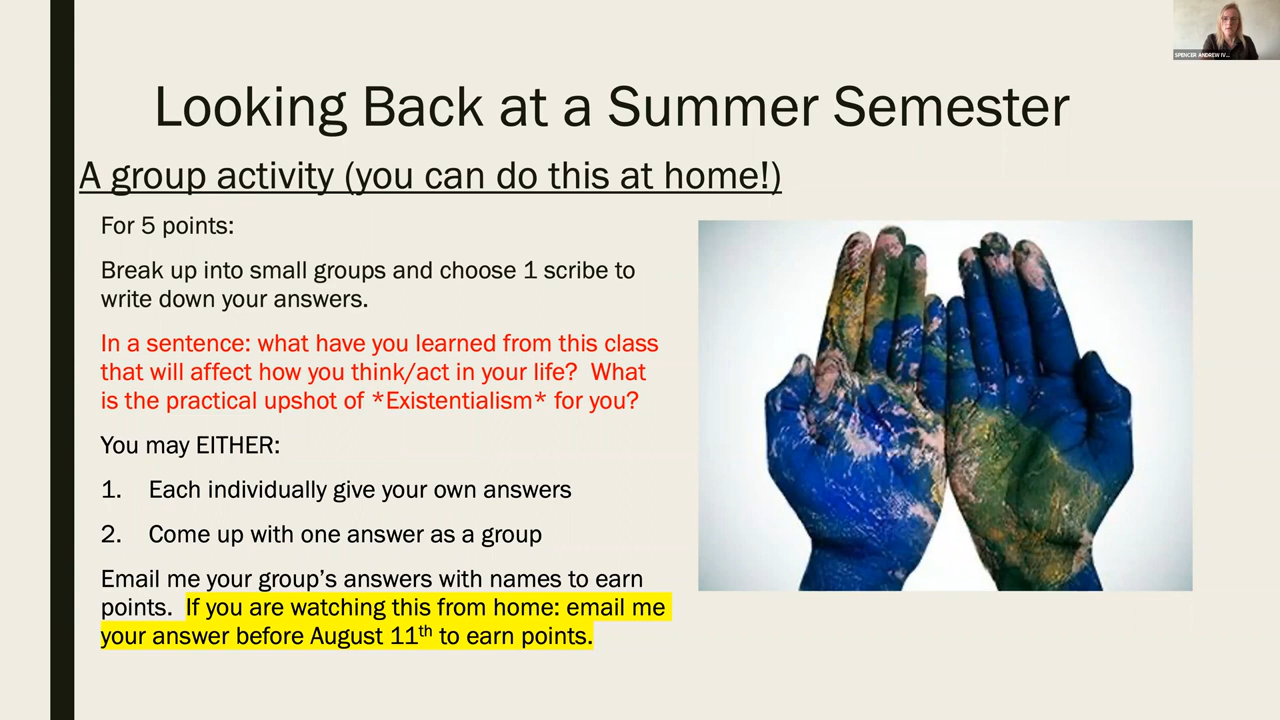 SPENCER ANDREW IV...
Looking Back at a Summer Semester
A group activity (you can do this at home!)
For 5 points:
Break up into small groups and choose 1 scribe to
write down your answers.
In a sentence: what have you learned from this class
that will affect how you think/act in your life? What
is the practical upshot of *Existentialism* for you?
You may EITHER:
1. Each individually give your own answers
2. Come up with one answer as a group
Email me your group's answers with names to earn
points. If you are watching this from home: email me
your answer before August 11th to earn points.